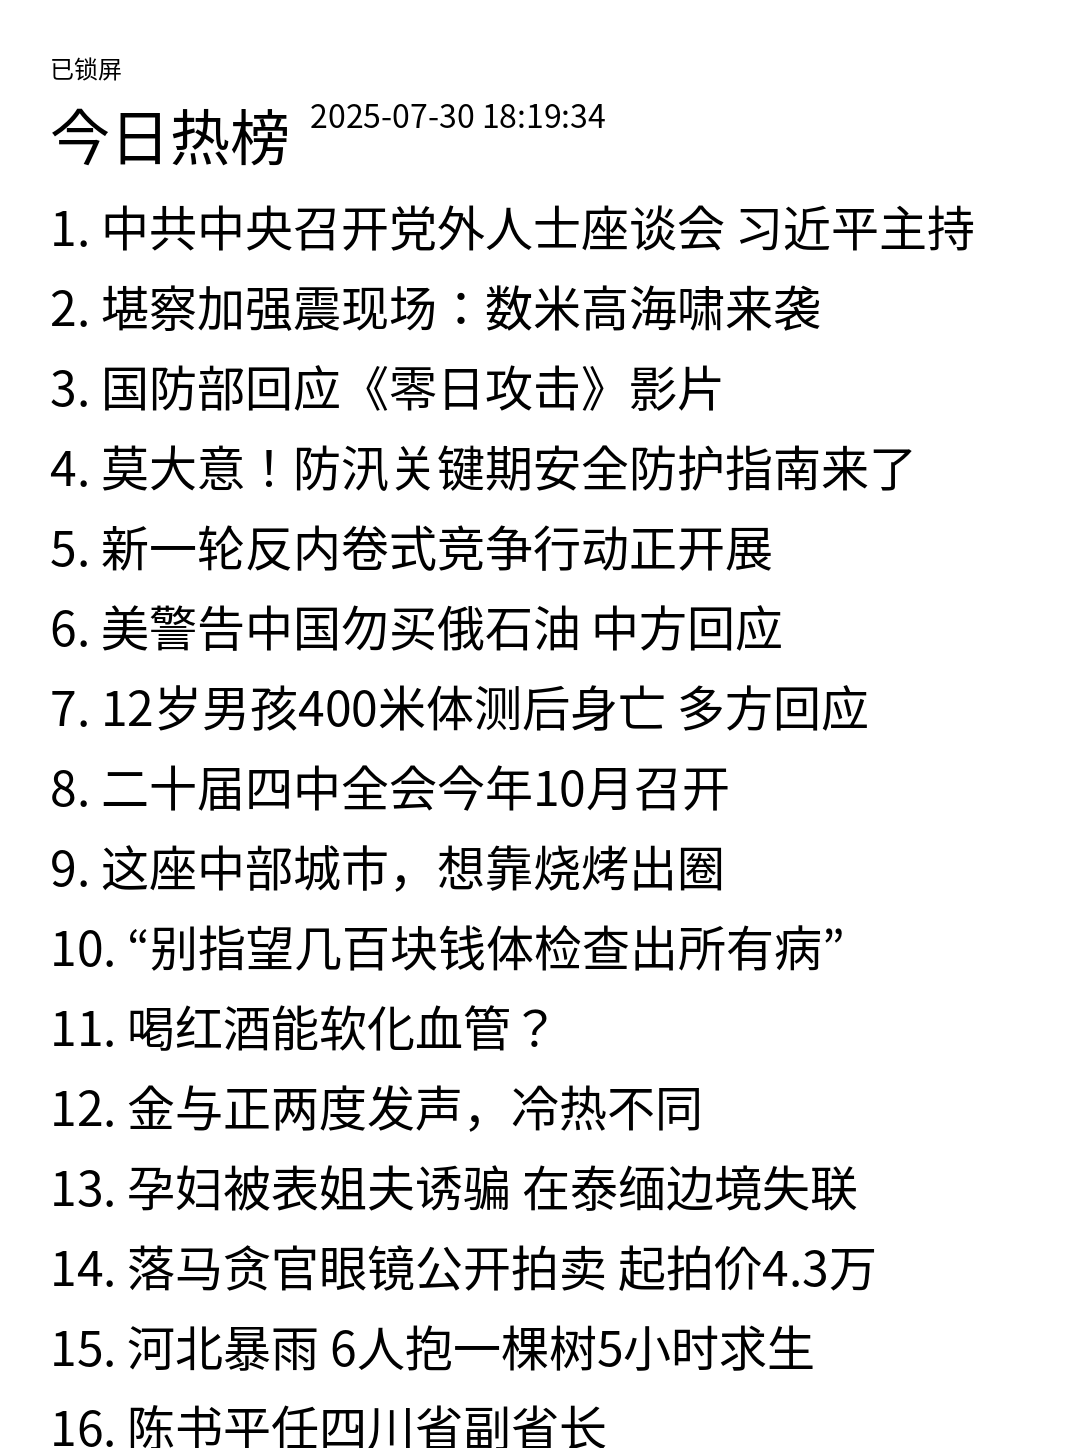 已锁屏
今日热榜 2025-07-30 18:19:34
1. 中共中央召开党外人士座谈会 习近平主持
2. 堪察加强震现场：数米高海啸来袭
3. 国防部回应《零日攻击》影片
4. 莫大意！防汛关键期安全防护指南来了
5. 新一轮反内卷式竞争行动正开展
6. 美警告中国勿买俄石油 中方回应
7. 12岁男孩400米体测后身亡 多方回应
8. 二十届四中全会今年10月召开
9. 这座中部城市，想靠烧烤出圈
10. “别指望几百块钱体检查出所有病”
11. 喝红酒能软化血管？
12. 金与正两度发声，冷热不同
13. 孕妇被表姐夫诱骗 在泰缅边境失联
14. 落马贪官眼镜公开拍卖 起拍价4.3万
15. 河北暴雨 6人抱一棵树5小时求生
16. 陈书平任四川省副省长